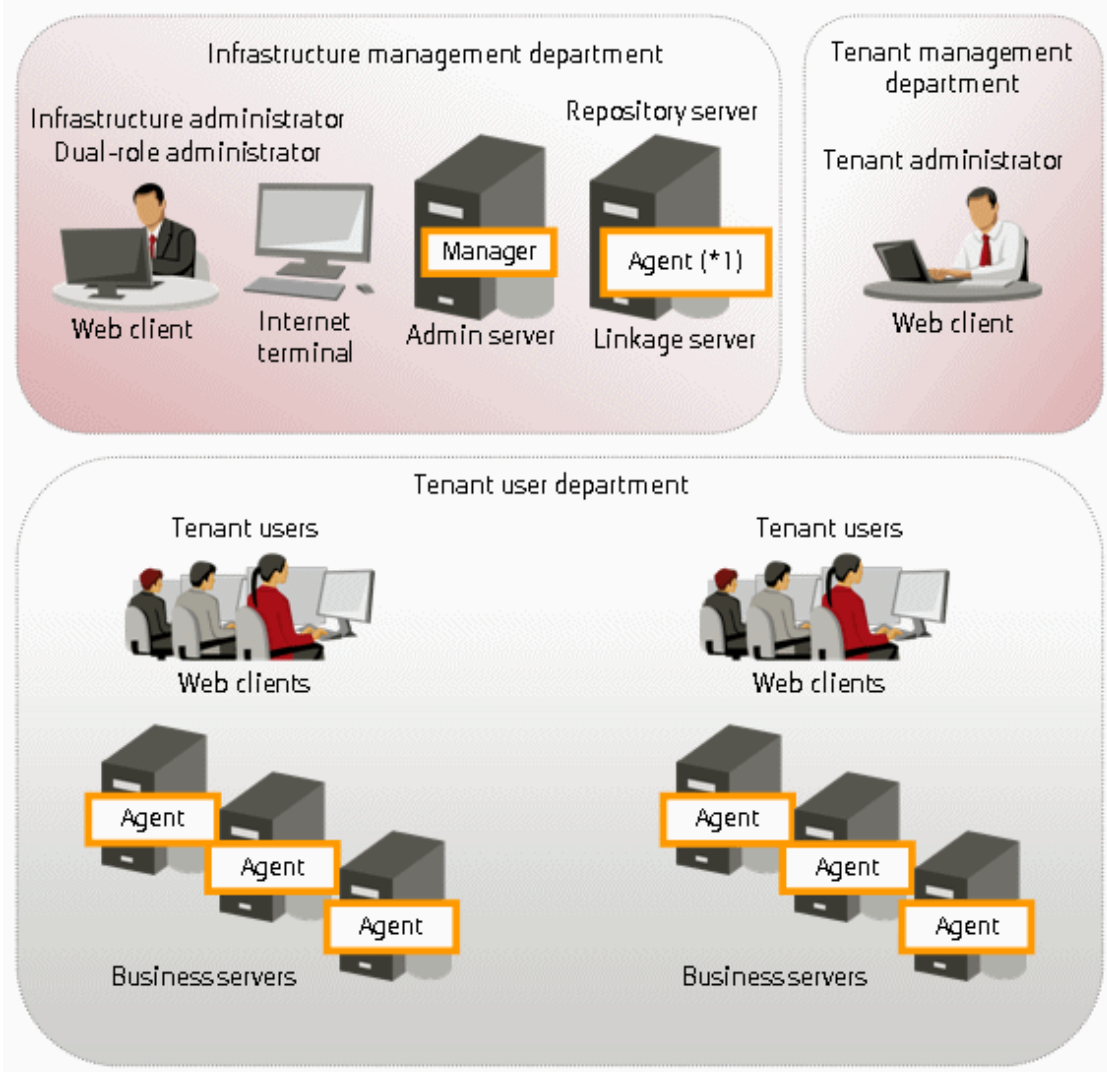 Infrastructure management department
Tenant management
department
Infrastructure administrator
Dual-role administrator
Repository server
Tenant administrator
Manager
Agent (*1)
Web client
Internet
terminal
Admin server
Linkage server
Web client
Tenant user department
Tenant users
Tenant users
Web clients
Web clients
Agent
Agent
Agent
Agent
Agent
Agent
Business servers
Business servers